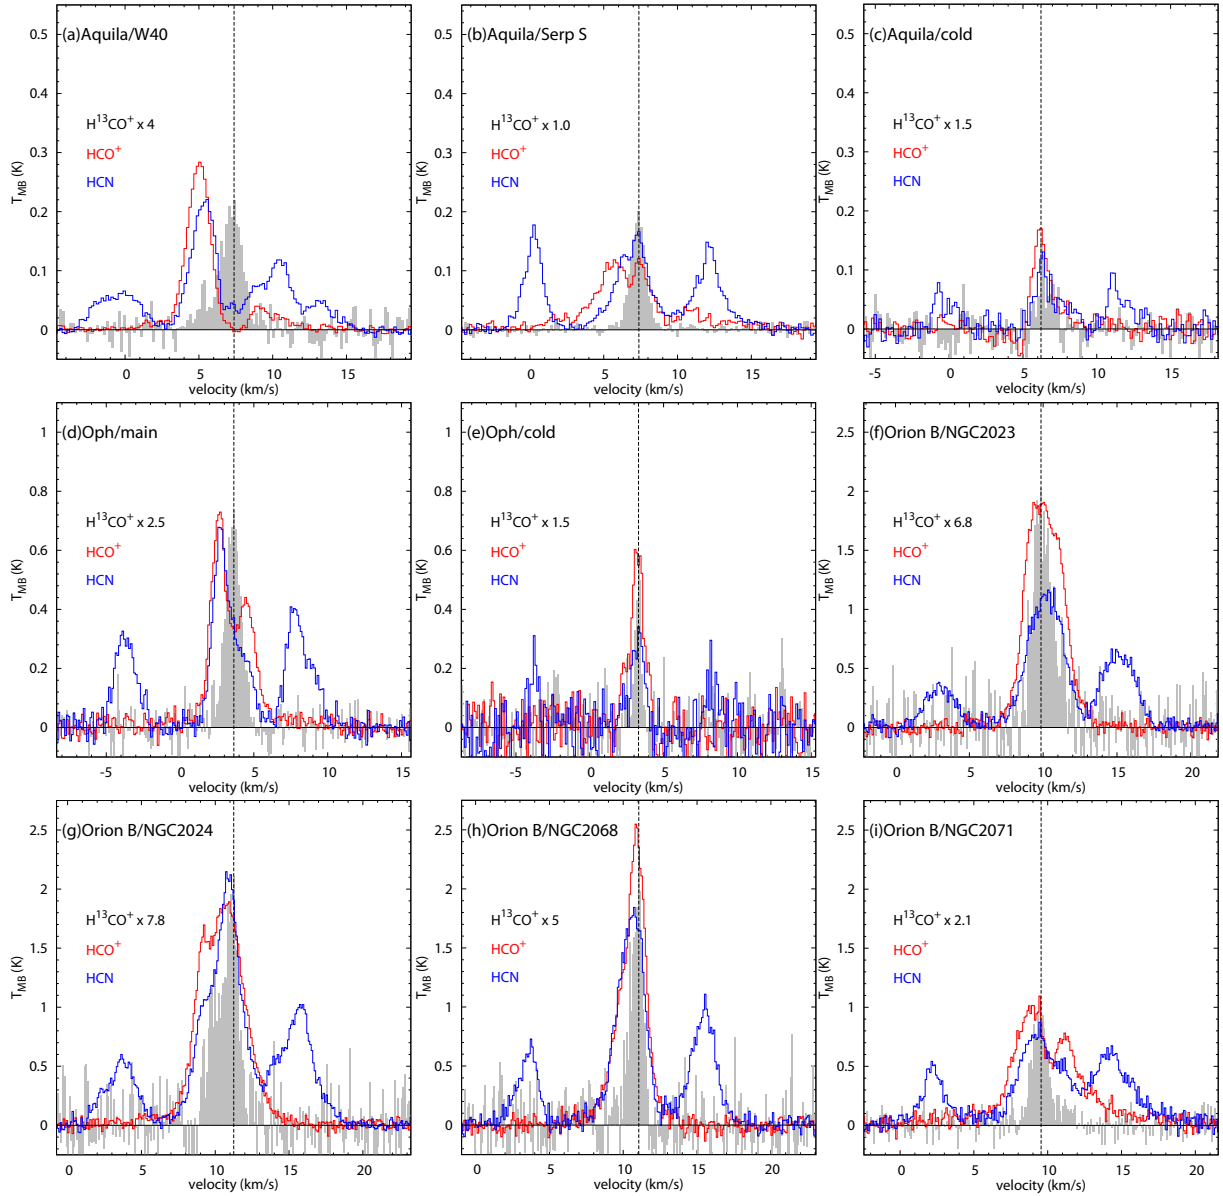 (a)Aquila/W40
H¹³CO⁺ x 4
HCO⁺
HCN
T_MB (K)
0.5
0.4
0.3
0.2
0.1
0
0 5 10 15
velocity (km/s)
(b)Aquila/Serp S
H¹³CO⁺ x 1.0
HCO⁺
HCN
T_MB (K)
0.5
0.4
0.3
0.2
0.1
0
0 5 10 15
velocity (km/s)
(c)Aquila/cold
H¹³CO⁺ x 1.5
HCO⁺
HCN
T_MB (K)
0.5
0.4
0.3
0.2
0.1
0
-5 0 5 10 15
velocity (km/s)
(d)Oph/main
H¹³CO⁺ x 2.5
HCO⁺
HCN
T_MB (K)
1
0.8
0.6
0.4
0.2
0
-5 0 5 10 15
velocity (km/s)
(e)Oph/cold
H¹³CO⁺ x 1.5
HCO⁺
HCN
T_MB (K)
1
0.8
0.6
0.4
0.2
0
-5 0 5 10 15
velocity (km/s)
(f)Orion B/NGC2023
H¹³CO⁺ x 6.8
HCO⁺
HCN
T_MB (K)
2.5
2
1.5
1
0.5
0
0 5 10 15 20
velocity (km/s)
(g)Orion B/NGC2024
H¹³CO⁺ x 7.8
HCO⁺
HCN
T_MB (K)
2.5
2
1.5
1
0.5
0
0 5 10 15 20
velocity (km/s)
(h)Orion B/NGC2068
H¹³CO⁺ x 5
HCO⁺
HCN
T_MB (K)
2.5
2
1.5
1
0.5
0
0 5 10 15 20
velocity (km/s)
(i)Orion B/NGC2071
H¹³CO⁺ x 2.1
HCO⁺
HCN
T_MB (K)
2.5
2
1.5
1
0.5
0
0 5 10 15 20
velocity (km/s)